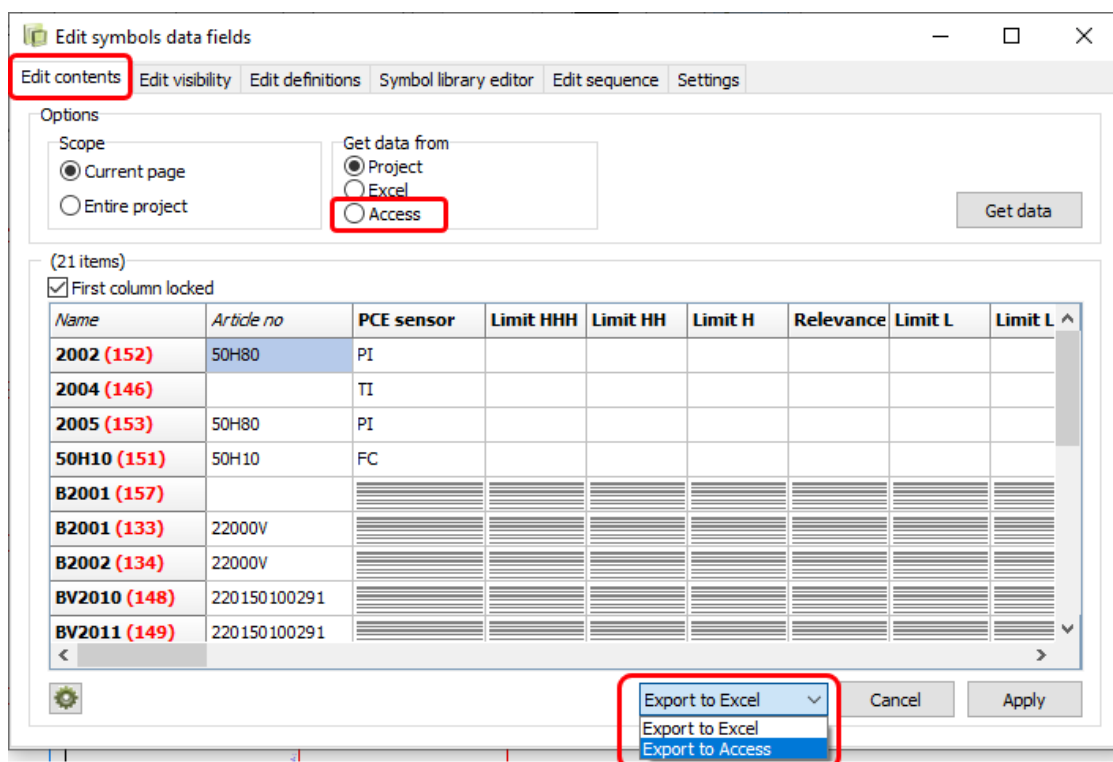 Edit symbols data fields
Edit contents Edit visibility Edit definitions Symbol library editor Edit sequence Settings
Options
Scope
Current page
Entire project
Get data from
Project
Excel
Access
Get data
(21 items)
First column locked
Name Article no PCE sensor Limit HHH Limit HH Limit H Relevance Limit L Limit L
2002 (152) 50H80 PI
2004 (146) TI
2005 (153) 50H80 PI
50H10 (151) 50H10 FC
B2001 (157)
B2001 (133) 22000V
B2002 (134) 22000V
BV2010 (148) 220150100291
BV2011 (149) 220150100291
Export to Excel Cancel Apply
Export to Excel
Export to Access